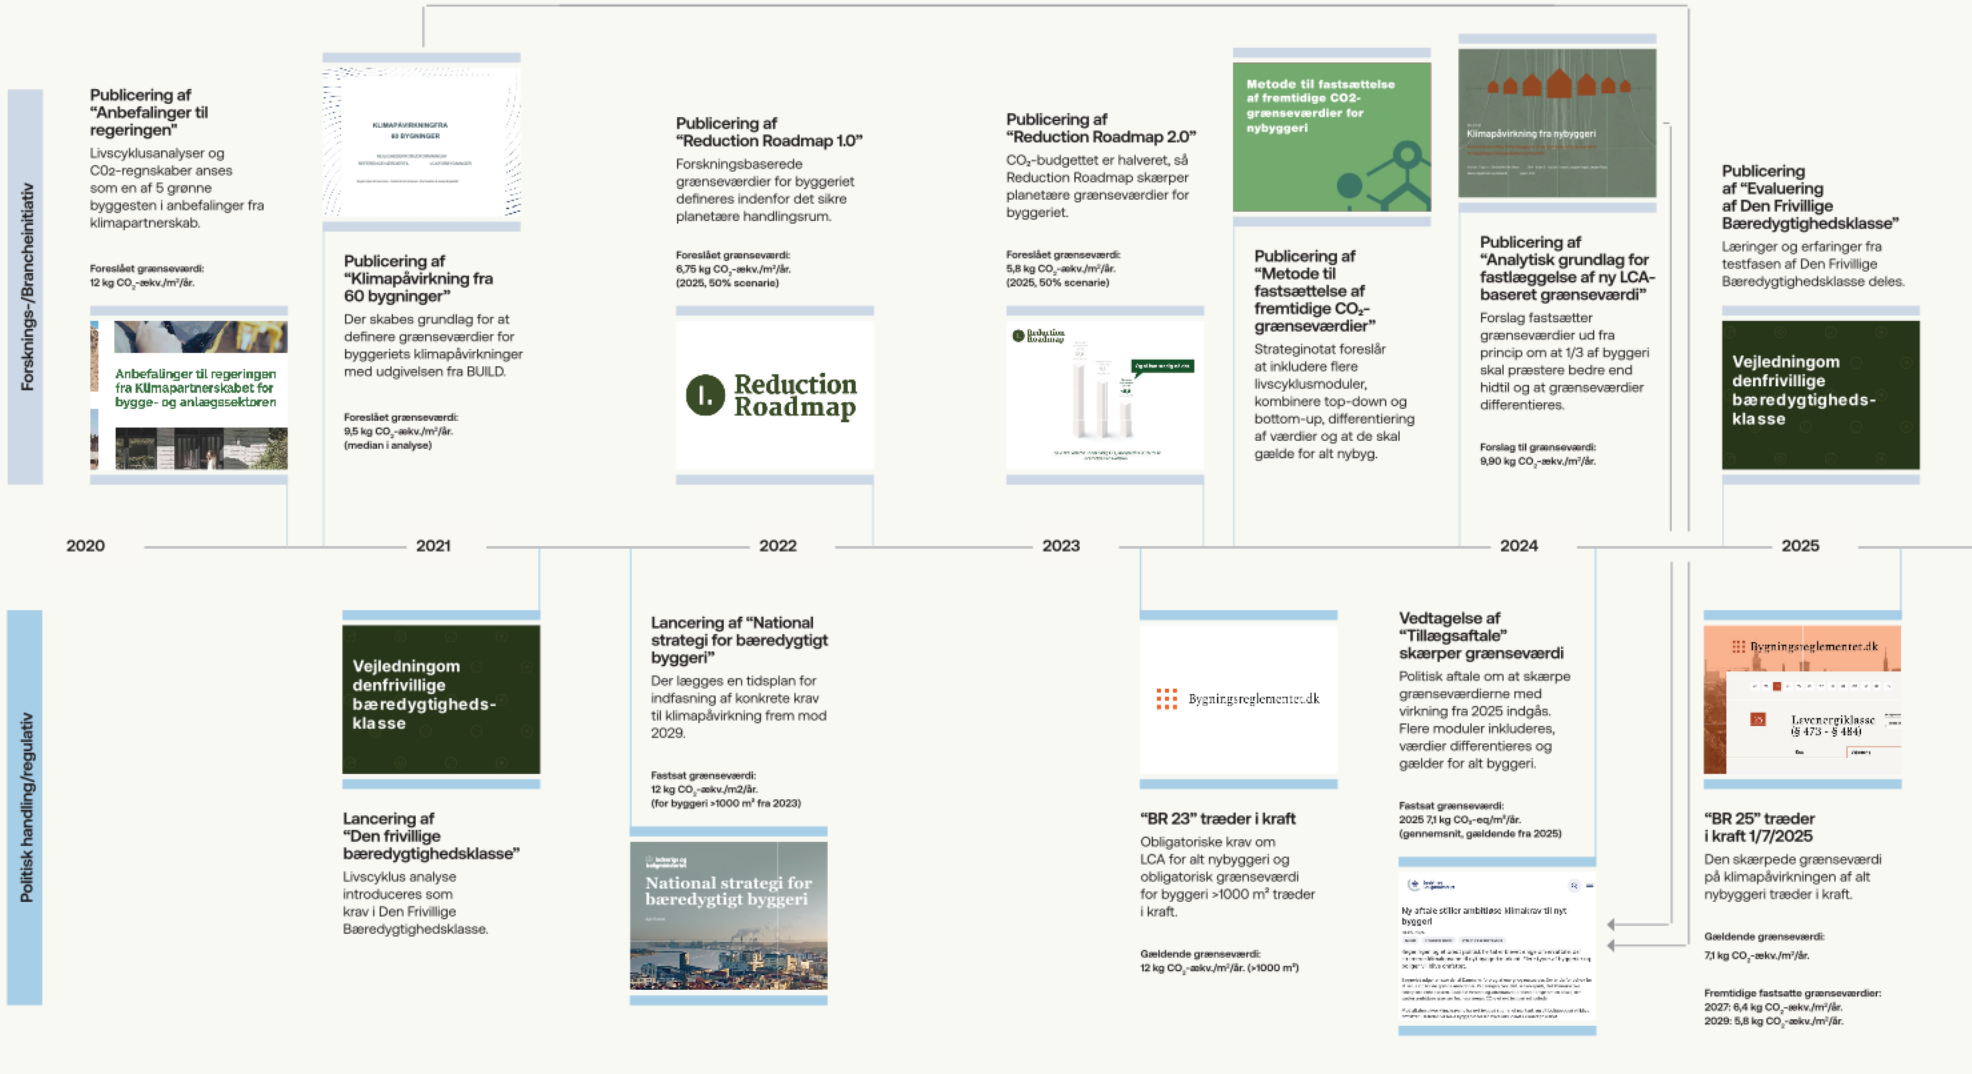 Forsknings-/Brancheinitiativ
Publicering af
“Anbefalinger til
regeringen"
Livscyklusanalyser og
CO2-regnskaber anses
som en af 5 grønne
byggesten i anbefalinger fra
klimapartnerskab.
Foreslået grænseværdi:
12 kg CO₂-ækv./m²/år.
Anbefalinger til regeringen
fra Klimapartnerskabet for
bygge- og anlægssektoren
KLIMAPÅVIRKNINGFRA
60 BYGNINGER
Publicering af
“Klimapåvirkning fra
60 bygninger”
Der skabes grundlag for at
definere grænseværdier for
byggeriets klimapåvirkninger
med udgivelsen fra BUILD.
Foreslået grænseværdi:
9,5 kg CO₂-ækv./m²/år.
(median i analyse)
Publicering af
“Reduction Roadmap 1.0”
Forskningsbaserede
grænseværdier for byggeriet
defineres indenfor det sikre
planetære handlingsrum.
Foreslået grænseværdi:
6,75 kg CO₂-ækv./m²/år.
(2025, 50% scenarie)
Reduction
Roadmap
Publicering af
“Reduction Roadmap 2.0”
CO₂-budgettet er halveret, så
Reduction Roadmap skærper
planetære grænseværdier for
byggeriet.
Foreslået grænseværdi:
5,8 kg CO₂-ækv./m²/år.
(2025, 50% scenarie)
Reduction
Roadmap
Metode til fastsættelse
af fremtidige CO2-
grænseværdier for
nybyggeri
Publicering af
“Metode til
fastsættelse af
fremtidige CO₂-
grænseværdier”
Strateginotat foreslår
at inkludere flere
livscyklusmoduler,
kombinere top-down og
bottom-up, differentiering
af værdier og at de skal
gælde for alt nybyg.
Klimapåvirkning fra nybyggeri
Publicering af
“Analytisk grundlag for
fastlæggelse af ny LCA-
baseret grænseværdi”
Forslag fastsætter
grænseværdier ud fra
princip om at 1/3 af byggeri
skal præstere bedre end
hidtil og at grænseværdier
differentieres.
Forslag til grænseværdi:
9,90 kg CO₂-ækv./m²/år.
Publicering
af “Evaluering
af Den Frivillige
Bæredygtighedsklasse”
Læringer og erfaringer fra
testfasen af Den Frivillige
Bæredygtighedsklasse deles.
Vejledningom
denfrivillige
bæredygtigheds-
klasse
2020
2021
2022
2023
2024
2025
Politisk handling/regulativ
Vejledningom
denfrivillige
bæredygtigheds-
klasse
Lancering af
“Den frivillige
bæredygtighedsklasse”
Livscyklus analyse
introduceres som
krav i Den Frivillige
Bæredygtighedsklasse.
Lancering af “National
strategi for bæredygtigt
byggeri”
Der lægges en tidsplan for
indfasning af konkrete krav
til klimapåvirkning frem mod
2029.
Fastsat grænseværdi:
12 kg CO₂-ækv./m2/år.
(for byggeri >1000 m² fra 2023)
National strategi for
bæredygtigt byggeri
Bygningsreglementet.dk
“BR 23” træder i kraft
Obligatoriske krav om
LCA for alt nybyggeri og
obligatorisk grænseværdi
for byggeri >1000 m² træder
i kraft.
Gældende grænseværdi:
12 kg CO₂-ækv./m²/år. (>1000 m²)
Vedtagelse af
“Tillægsaftale”
skærper grænseværdi
Politisk aftale om at skærpe
grænseværdierne med
virkning fra 2025 indgås.
Flere moduler inkluderes,
værdier differentieres og
gælder for alt byggeri.
Fastsat grænseværdi:
2025 7,1 kg CO₂-eq/m²/år.
(gennemsnit, gældende fra 2025)
Ny aftale stiller ambitiøse klimakrav til nyt
byggeri
Bygningsreglementet.dk
Lavenergiklasse
(§ 473 - § 484)
“BR 25” træder
i kraft 1/7/2025
Den skærpede grænseværdi
på klimapåvirkningen af alt
nybyggeri træder i kraft.
Gældende grænseværdi:
7,1 kg CO₂-ækv./m²/år.
Fremtidige fastsatte grænseværdier:
2027: 6,4 kg CO₂-ækv./m²/år.
2029: 5,8 kg CO₂-ækv./m²/år.